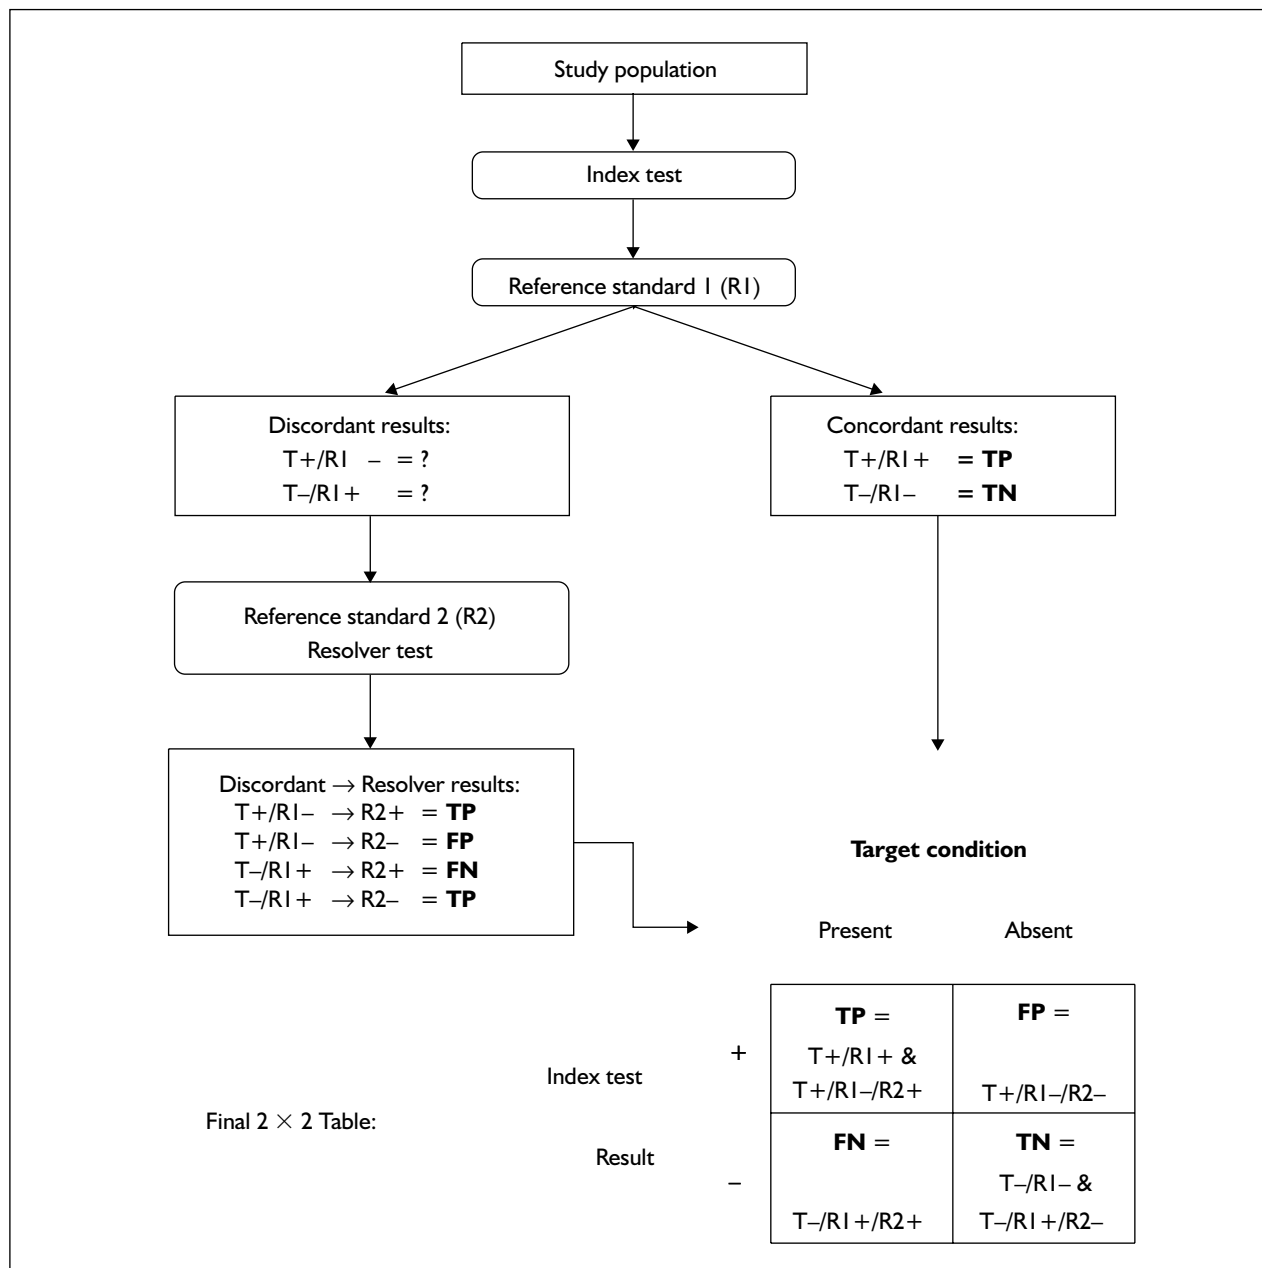 Study population
Index test
Reference standard 1 (R1)
Discordant results:
T+/R1 – = ?
T–/R1+ = ?
Concordant results:
T+/R1+ = TP
T–/R1– = TN
Reference standard 2 (R2)
Resolver test
Discordant → Resolver results:
T+/R1– → R2+ = TP
T+/R1– → R2– = FP
T–/R1+ → R2+ = FN
T–/R1+ → R2– = TP
Target condition
Present Absent
TP = FP =
+ T+/R1+ &
Index test T+/R1–/R2+ T+/R1–/R2–
Final 2 × 2 Table:
FN = TN =
Result T–/R1– &
– T–/R1+/R2+ T–/R1+/R2–